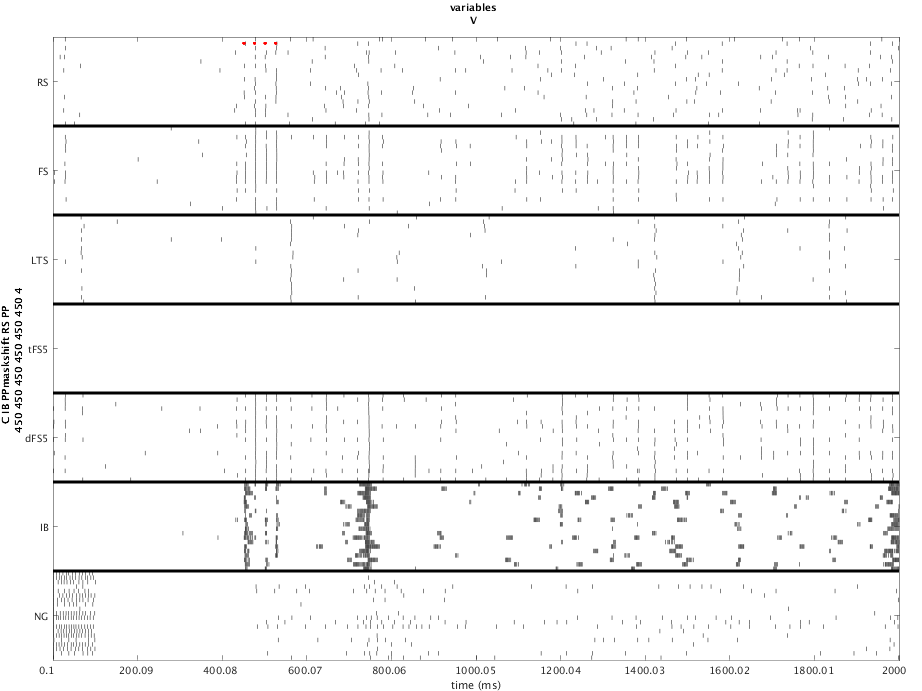 variables
V
RS
FS
LTS
tFS5
dFS5
IB
NG
C IB PPmaskshift RS PP
450 450 450 450 450 450 4
0.1 200.09 400.08 600.07 800.06 1000.05 1200.04 1400.03 1600.02 1800.01 2000
time (ms)